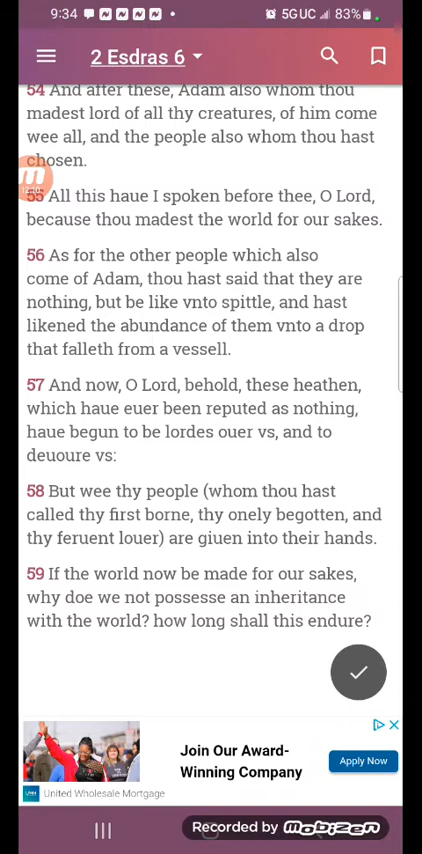 9:34 5GUC 83%
2 Esdras 6
54 And after these, Adam also whom thou
madest lord of all thy creatures, of him come
wee all, and the people also whom thou hast
chosen.
55 All this haue I spoken before thee, O Lord,
because thou madest the world for our sakes.
56 As for the other people which also
come of Adam, thou hast said that they are
nothing, but be like vnto spittle, and hast
likened the abundance of them vnto a drop
that falleth from a vessell.
57 And now, O Lord, behold, these heathen,
which haue euer been reputed as nothing,
haue begun to be lordes ouer vs, and to
deuoure vs:
58 But wee thy people (whom thou hast
called thy first borne, thy onely begotten, and
thy feruent louer) are giuen into their hands.
59 If the world now be made for our sakes,
why doe we not possesse an inheritance
with the world? how long shall this endure?
Join Our Award-
Winning Company
Apply Now
United Wholesale Mortgage
Recorded by mobizen